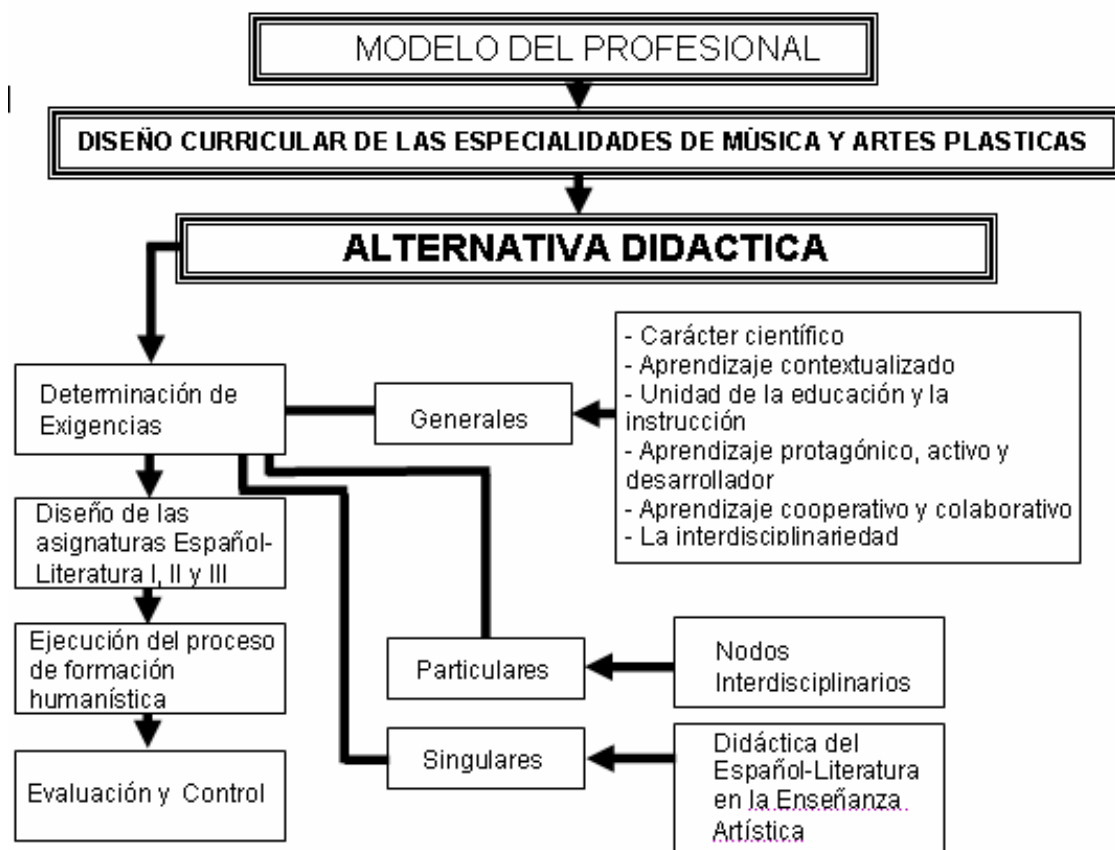 MODELO DEL PROFESIONAL
DISEÑO CURRICULAR DE LAS ESPECIALIDADES DE MÚSICA Y ARTES PLASTICAS
ALTERNATIVA DIDACTICA
Determinación de
Exigencias
Generales
- Carácter científico
- Aprendizaje contextualizado
- Unidad de la educación y la
instrucción
- Aprendizaje protagónico, activo y
desarrollador
- Aprendizaje cooperativo y colaborativo
- La interdisciplinariedad
Diseño de las
asignaturas Español-
Literatura I, II y III
Ejecución del proceso
de formación
humanística
Evaluación y Control
Particulares
Nodos
Interdisciplinarios
Singulares
Didáctica del
Español-Literatura
en la Enseñanza
Artística